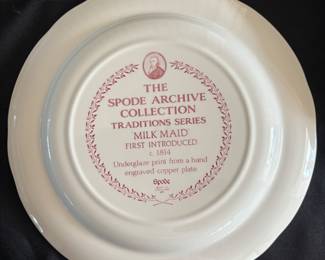 THE
SPODE ARCHIVE
COLLECTION
TRADITIONS SERIES
MILK MAID
FIRST INTRODUCED
c. 1814
Underglaze print from a hand
engraved copper plate
Spode